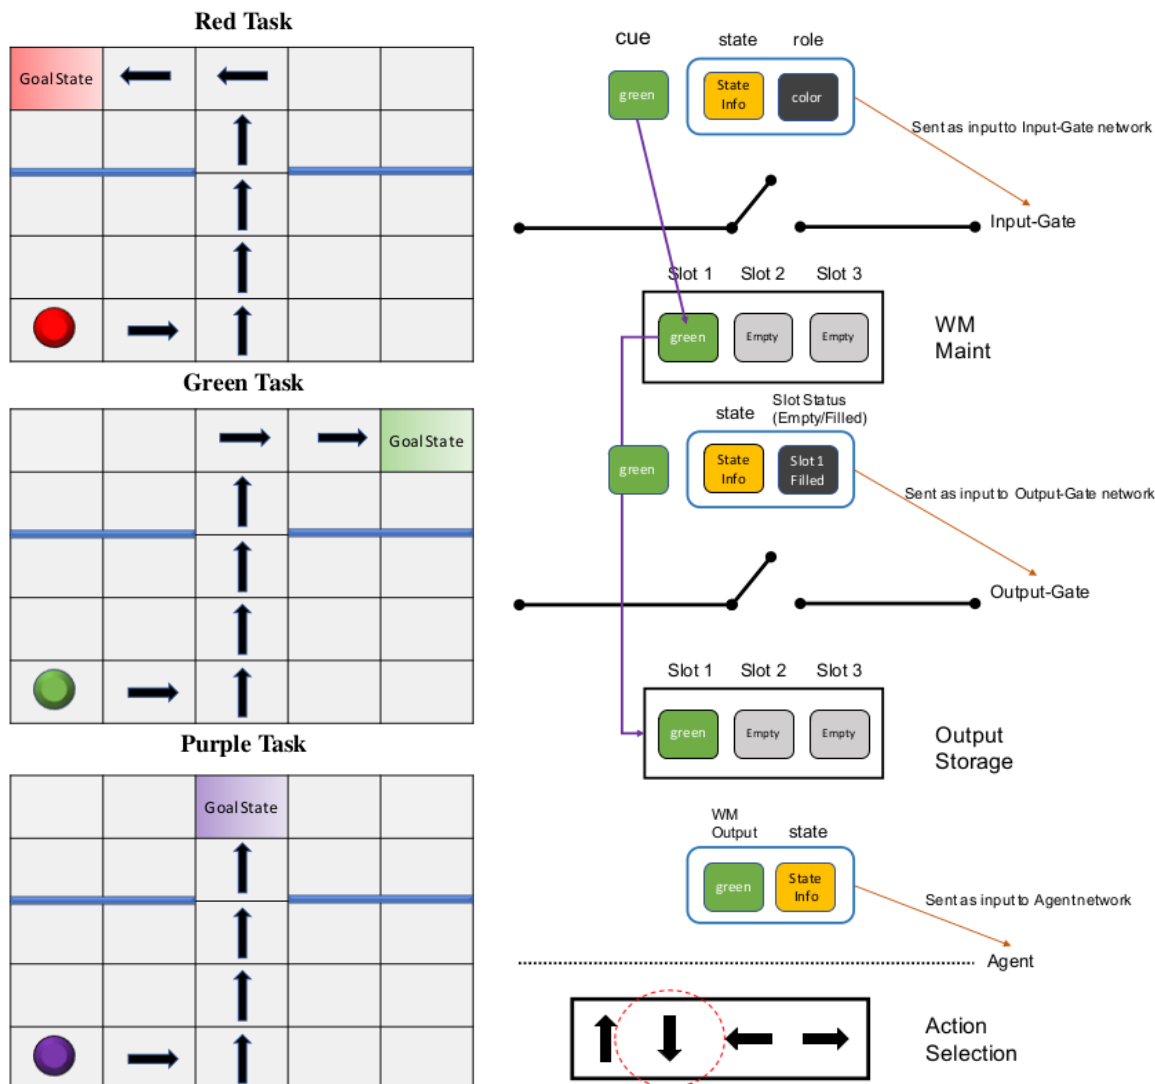 Red Task
Goal State
Green Task
Goal State
Purple Task
Goal State
cue
state
role
green
State
Info
color
Sent as input to Input-Gate network
Input-Gate
Slot 1
Slot 2
Slot 3
green
Empty
Empty
WM
Maint
state
Slot Status
(Empty/Filled)
green
State
Info
Slot 1
Filled
Sent as input to Output-Gate network
Output-Gate
Slot 1
Slot 2
Slot 3
green
Empty
Empty
Output
Storage
WM
Output
state
green
State
Info
Sent as input to Agent network
Agent
Action
Selection